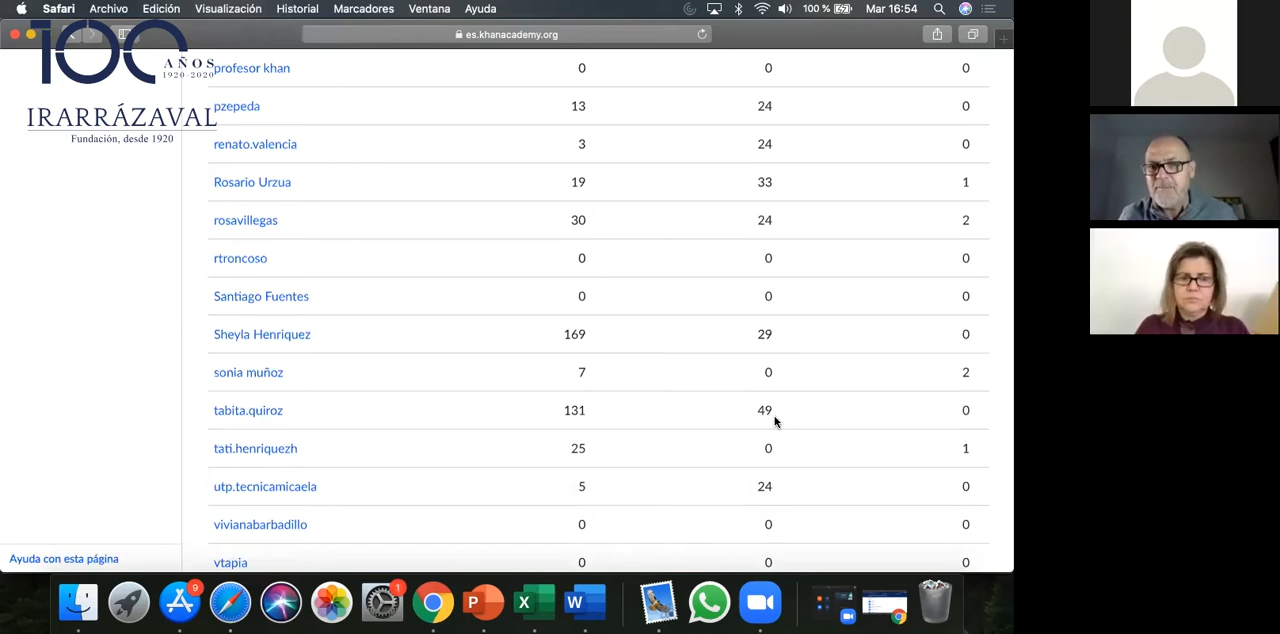 Safari Archivo Edición Visualización Historial Marcadores Ventana Ayuda 100 % Mar 16:54
es.khanacademy.org
100 AÑOS
1920-2020
IRARRÁZAVAL
Fundación, desde 1920
profesor khan 0 0 0
pzepeda 13 24 0
renato.valencia 3 24 0
Rosario Urzua 19 33 1
rosavillegas 30 24 2
rtroncoso 0 0 0
Santiago Fuentes 0 0 0
Sheyla Henriquez 169 29 0
sonia muñoz 7 0 2
tabita.quiroz 131 49 0
tati.henriquezh 25 0 1
utp.tecnicamicaela 5 24 0
vivianabarbadillo 0 0 0
vtapia 0 0 0
Ayuda con esta página
9
1
P
X
W